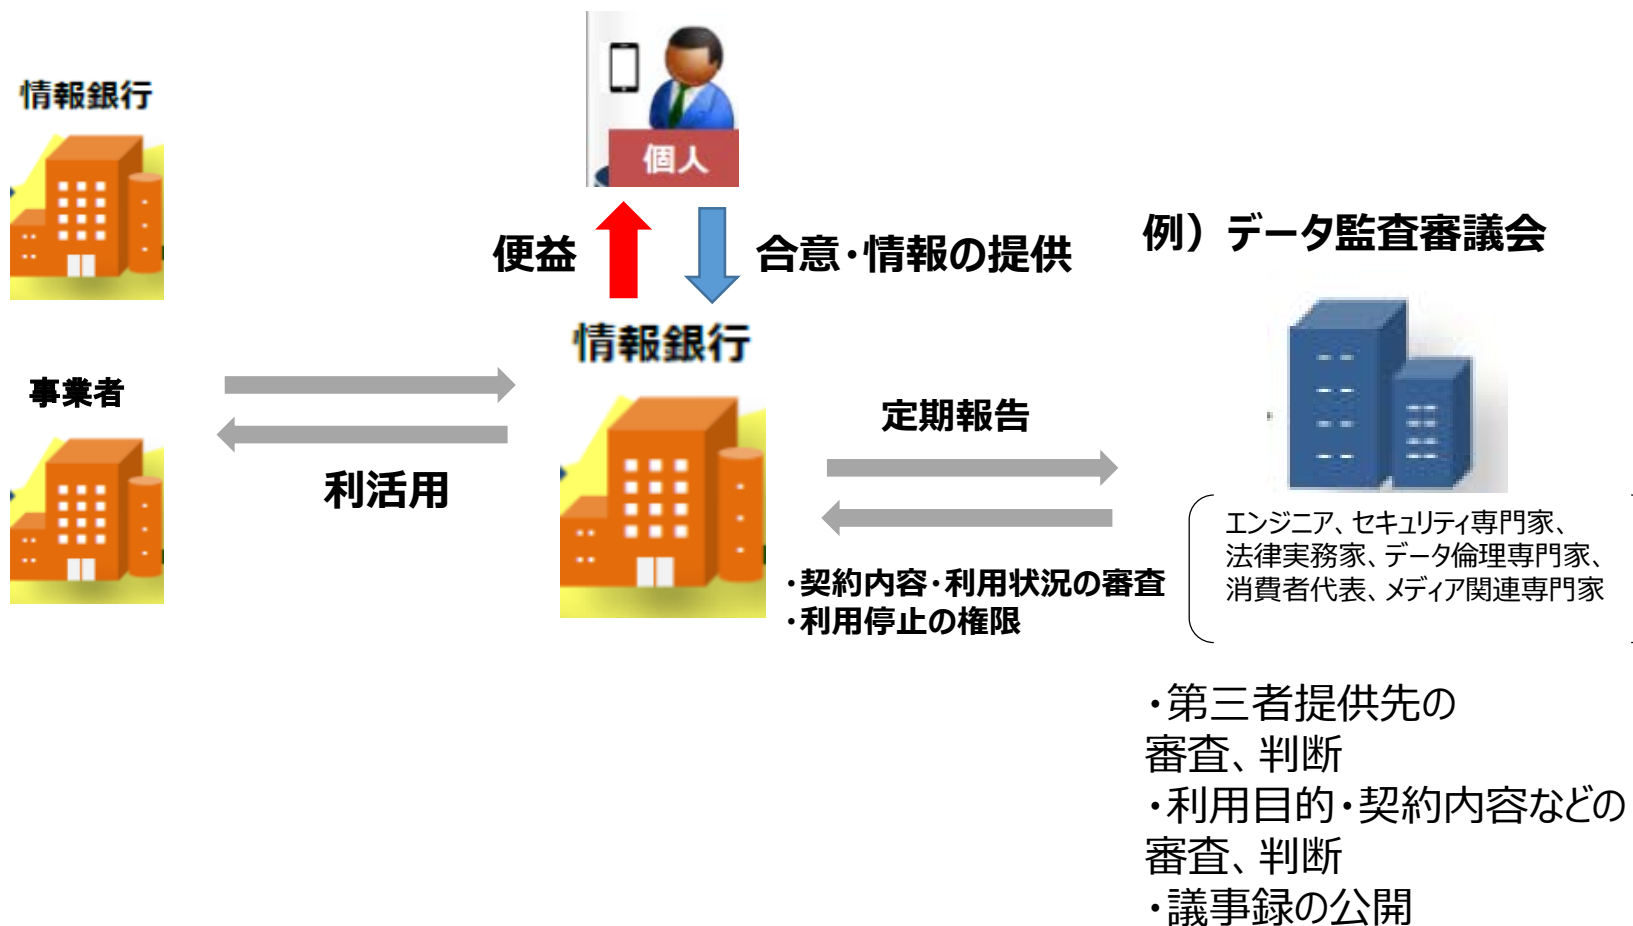 情報銀行
個人
便益
合意・情報の提供
例）データ監査審議会
情報銀行
事業者
利活用
定期報告
・契約内容・利用状況の審査
・利用停止の権限
エンジニア、セキュリティ専門家、
法律実務家、データ倫理専門家、
消費者代表、メディア関連専門家
・第三者提供先の
審査、判断
・利用目的・契約内容などの
審査、判断
・議事録の公開